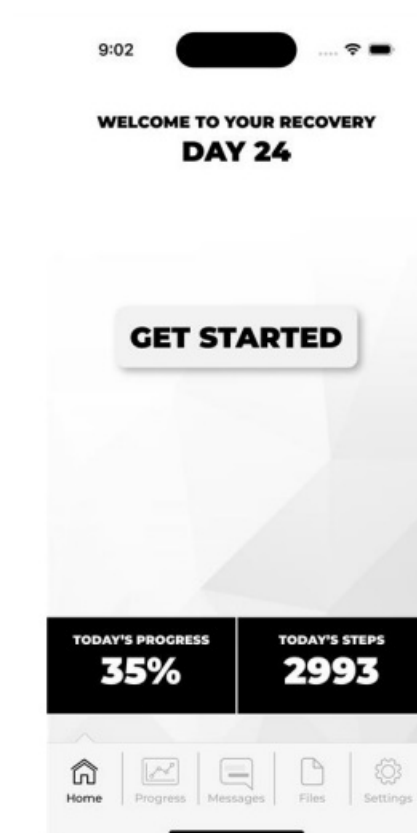 9:02
WELCOME TO YOUR RECOVERY
DAY 24
GET STARTED
TODAY'S PROGRESS
35%
TODAY'S STEPS
2993
Home
Progress
Messages
Files
Settings